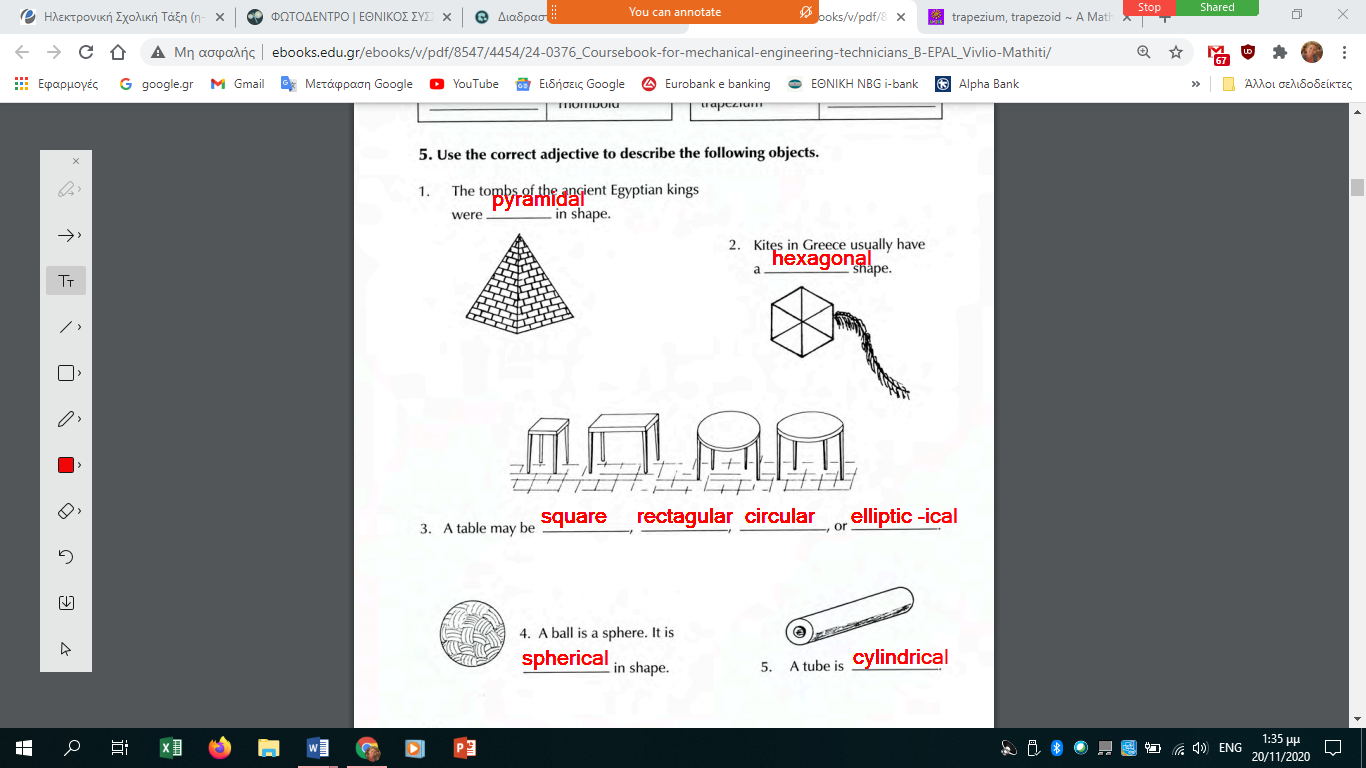 Ηλεκτρονική Σχολική Τάξη (η-
ΦΩΤΟΔΕΝΤΡΟ | ΕΘΝΙΚΟΣ ΣΥΣ
Διαδραστ
You can annotate
ooks/v/pdf/8
trapezium, trapezoid ~ A Math
Stop
Shared
Μη ασφαλής
ebooks.edu.gr/ebooks/v/pdf/8547/4454/24-0376_Coursebook-for-mechanical-engineering-technicians_B-EPAL_Vivlio-Mathiti/
67
Εφαρμογές
google.gr
Gmail
Μετάφραση Google
YouTube
Ειδήσεις Google
Eurobank e banking
ΕΘΝΙΚΗ NBG i-bank
Alpha Bank
»
Άλλοι σελιδοδείκτες
rhomboid
trapezium
5. Use the correct adjective to describe the following objects.
1. The tombs of the ancient Egyptian kings
pyramidal
were ________ in shape.
2. Kites in Greece usually have
hexagonal
a ________ shape.
square rectagular circular elliptic -ical
3. A table may be ________, ________, ________, or ________.
4. A ball is a sphere. It is
spherical
________ in shape.
cylindrical
5. A tube is ________.
ENG
1:35 μμ
20/11/2020